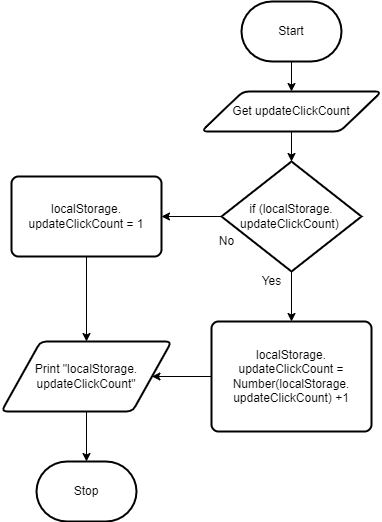 Start
Get updateClickCount
if (localStorage.
updateClickCount)
No
Yes
localStorage.
updateClickCount = 1
localStorage.
updateClickCount =
Number(localStorage.
updateClickCount) +1
Print "localStorage.
updateClickCount"
Stop